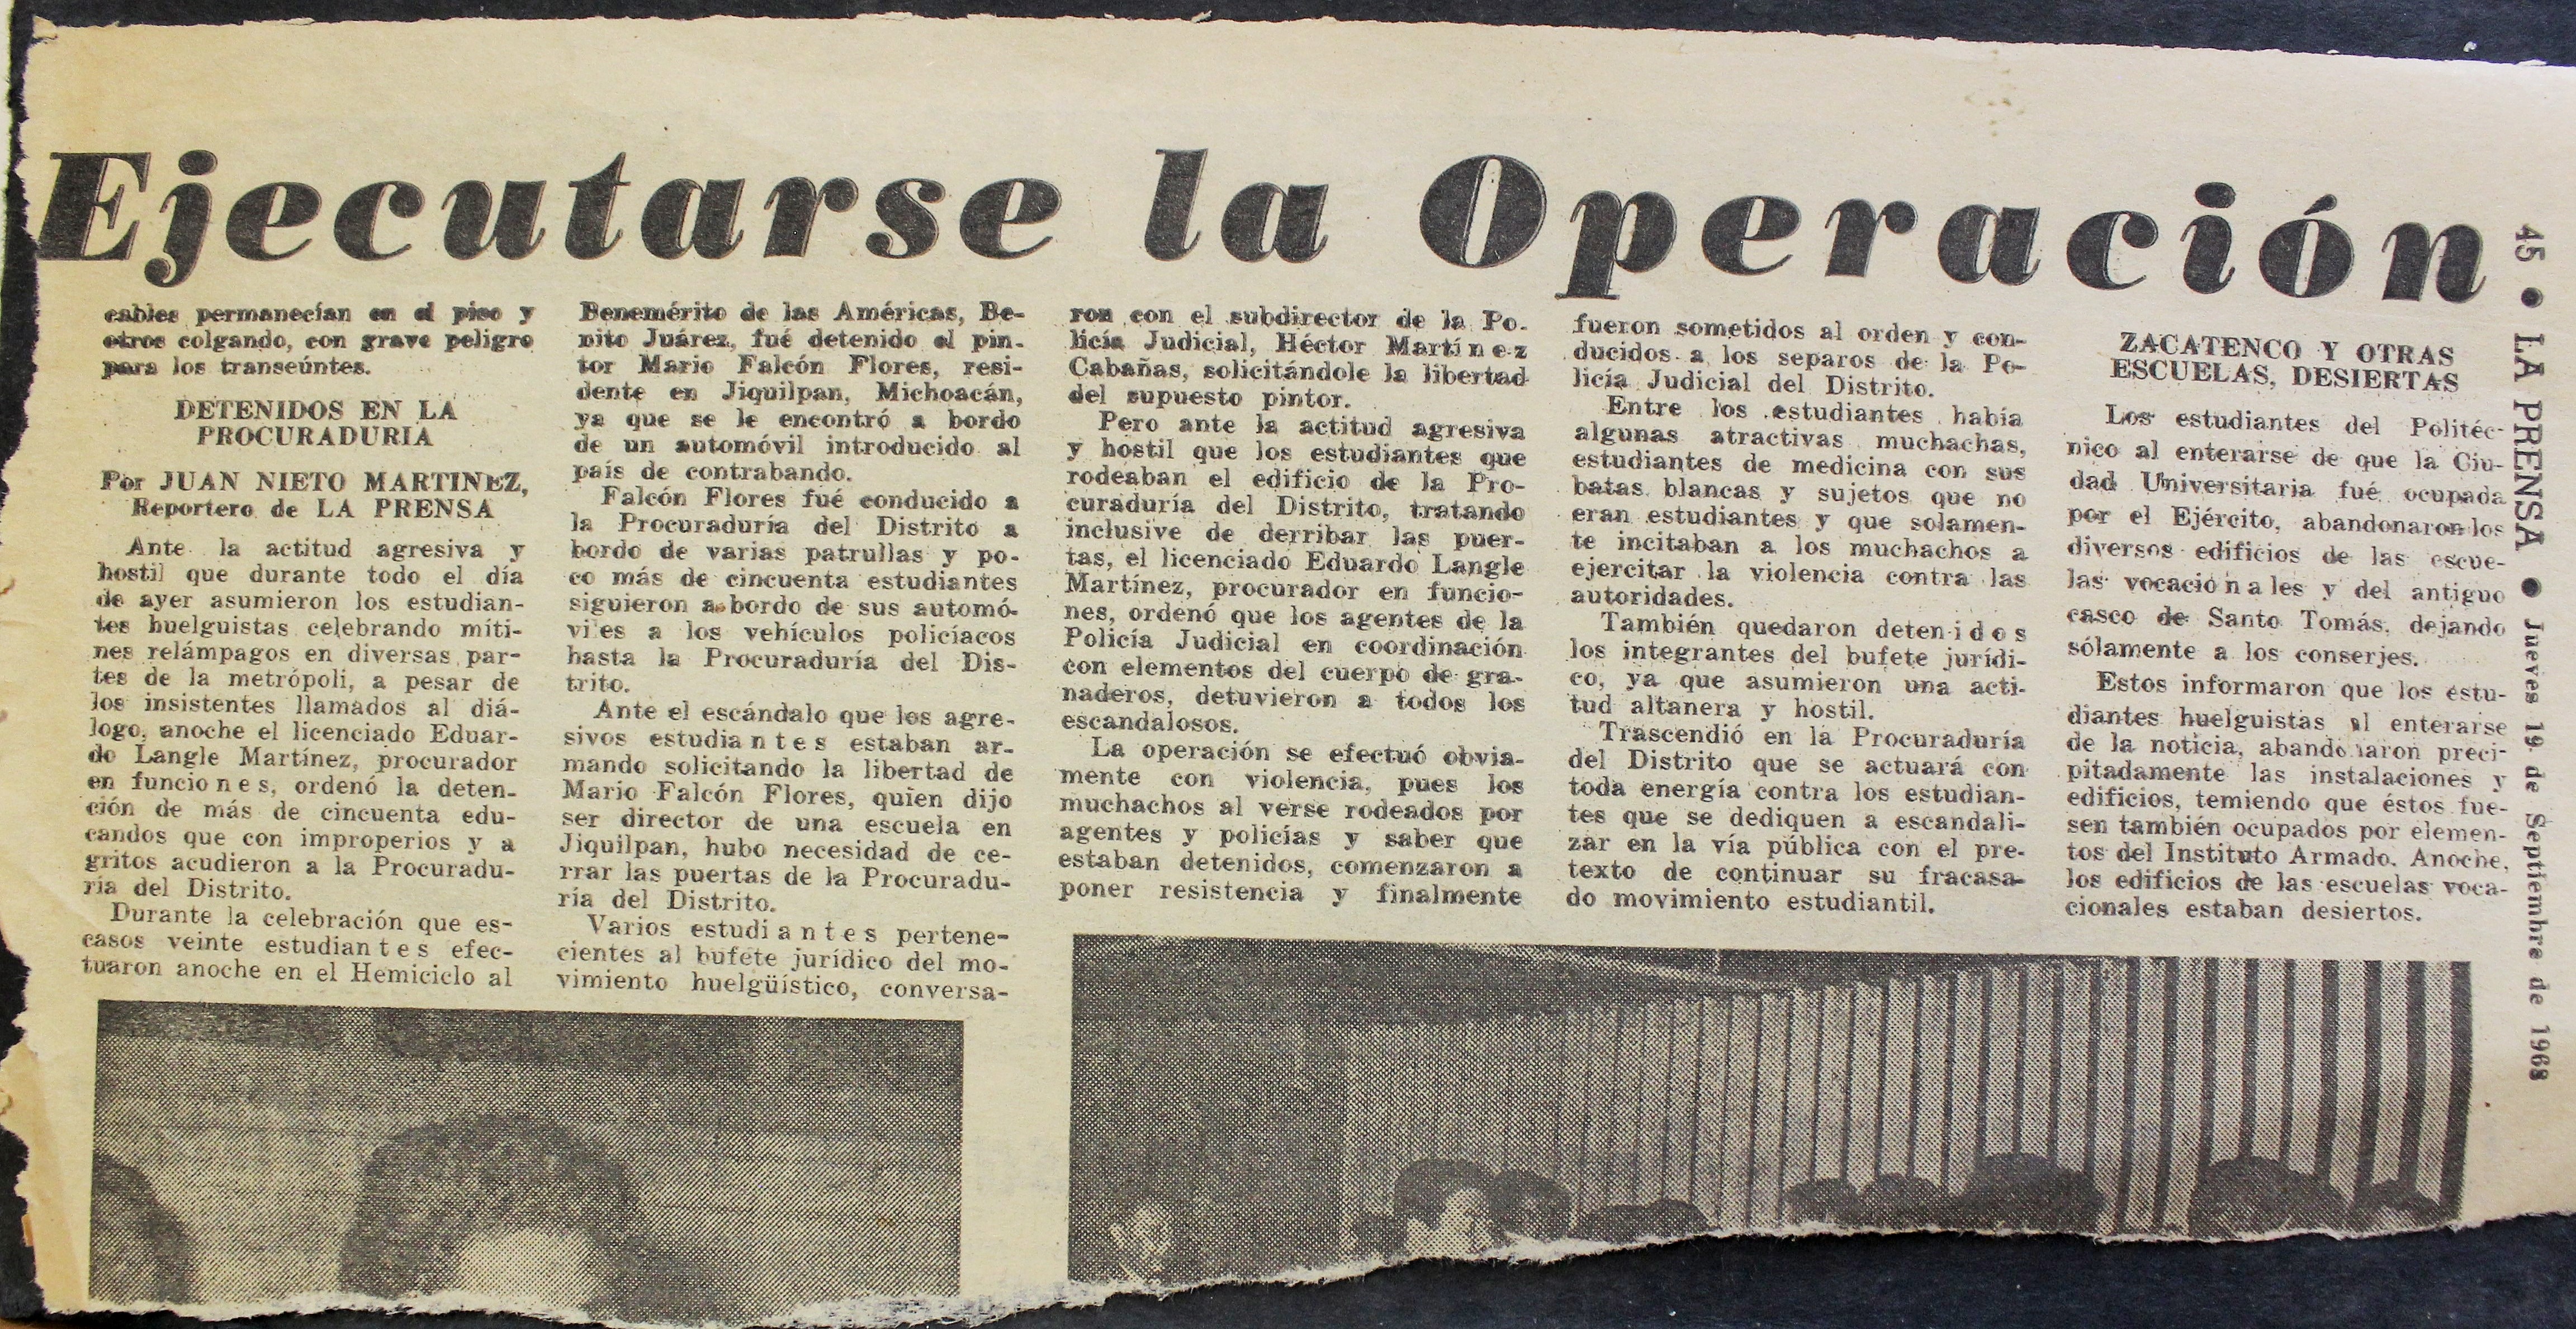 Ejecutarse la Operación
cables permanecían en el piso y
otros colgando, con grave peligro
para los transeúntes.
DETENIDOS EN LA
PROCURADURIA
Por JUAN NIETO MARTINEZ,
Reportero de LA PRENSA
Ante la actitud agresiva y
hostil que durante todo el día
de ayer asumieron los estudian-
tes huelguistas celebrando míti-
nes relámpagos en diversas par-
tes de la metrópoli, a pesar de
los insistentes llamados al diá-
logo, anoche el licenciado Eduar-
do Langle Martínez, procurador
en funciones, ordenó la deten-
ción de más de cincuenta edu-
candos que con improperios y a
gritos acudieron a la Procuradu-
ría del Distrito.
Durante la celebración que es-
casos veinte estudiantes efec-
tuaron anoche en el Hemiciclo al
Benemérito de las Américas, Be-
nito Juárez, fué detenido el pin-
tor Mario Falcón Flores, resi-
dente en Jiquilpan, Michoacán,
ya que se le encontró a bordo
de un automóvil introducido al
país de contrabando.
Falcón Flores fué conducido a
la Procuraduría del Distrito a
bordo de varias patrullas y po-
co más de cincuenta estudiantes
siguieron a bordo de sus automó-
viles a los vehículos policíacos
hasta la Procuraduría del Dis-
trito.
Ante el escándalo que los agre-
sivos estudiantes estaban ar-
mando solicitando la libertad de
Mario Falcón Flores, quien dijo
ser director de una escuela en
Jiquilpan, hubo necesidad de ce-
rrar las puertas de la Procuradu-
ría del Distrito.
Varios estudiantes pertene-
cientes al bufete jurídico del mo-
vimiento huelgüístico, conversa-
ron con el subdirector de la Po-
licía Judicial, Héctor Martínez
Cabañas, solicitándole la libertad
del supuesto pintor.
Pero ante la actitud agresiva
y hostil que los estudiantes que
rodeaban el edificio de la Pro-
curaduría del Distrito, tratando
inclusive de derribar las puer-
tas, el licenciado Eduardo Langle
Martínez, procurador en funcio-
nes, ordenó que los agentes de la
Policía Judicial en coordinación
con elementos del cuerpo de gra-
naderos, detuvieron a todos los
escandalosos.
La operación se efectuó obvia-
mente con violencia, pues los
muchachos al verse rodeados por
agentes y policías y saber que
estaban detenidos, comenzaron a
poner resistencia y finalmente
fueron sometidos al orden y con-
ducidos a los separos de la Po-
licía Judicial del Distrito.
Entre los estudiantes había
algunas atractivas muchachas,
estudiantes de medicina con sus
batas blancas y sujetos que no
eran estudiantes y que solamen-
te incitaban a los muchachos a
ejercitar la violencia contra las
autoridades.
También quedaron detenidos
los integrantes del bufete jurídi-
co, ya que asumieron una acti-
tud altanera y hostil.
Trascendió en la Procuraduría
del Distrito que se actuará con
toda energía contra los estudian-
tes que se dediquen a escandali-
zar en la vía pública con el pre-
texto de continuar su fracasa-
do movimiento estudiantil.
ZACATENCO Y OTRAS
ESCUELAS, DESIERTAS
Los estudiantes del Politéc-
nico al enterarse de que la Ciu-
dad Universitaria fué ocupada
por el Ejército, abandonaron los
diversos edificios de las escue-
las vocacionales y del antiguo
casco de Santo Tomás, dejando
sólamente a los conserjes.
Estos informaron que los estu-
diantes huelguistas al enterarse
de la noticia, abandonaron preci-
pitadamente las instalaciones y
edificios, temiendo que éstos fue-
sen también ocupados por elemen-
tos del Instituto Armado. Anoche,
los edificios de las escuelas voca-
cionales estaban desiertos.
45 • LA PRENSA • Jueves 19 de Septiembre de 1968